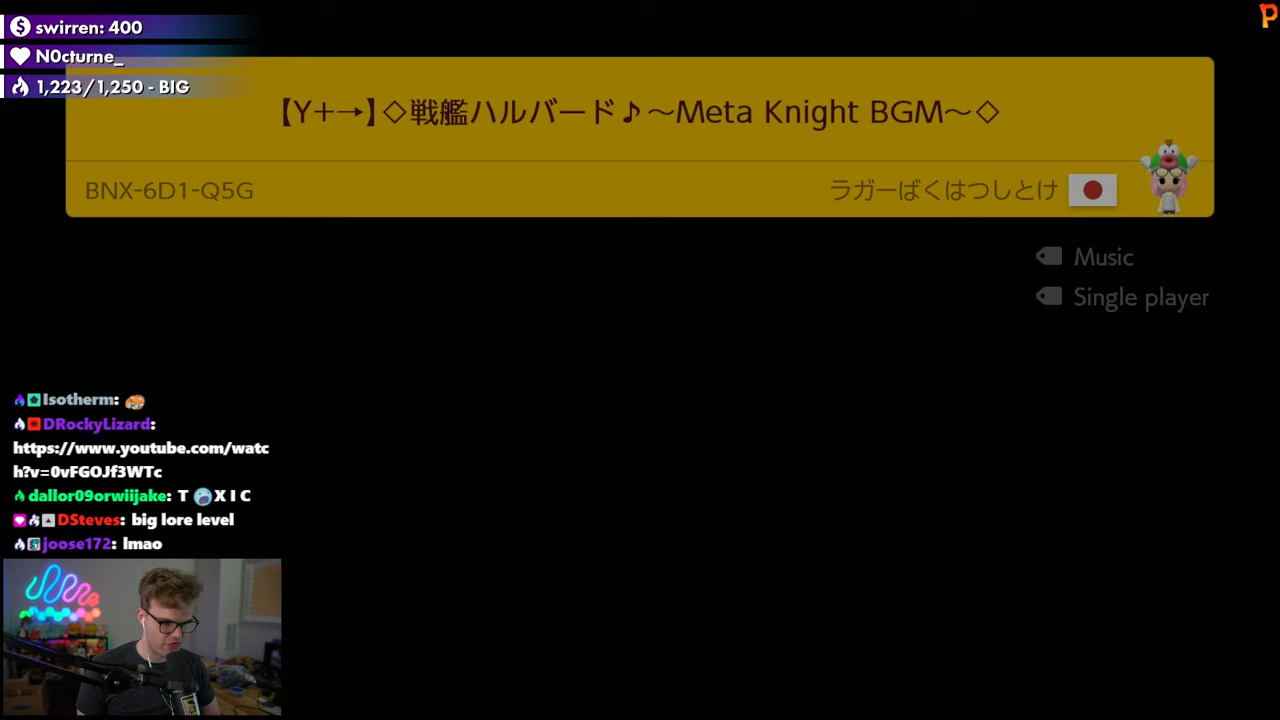 swirren: 400
N0cturne_
1,223/1,250 - BIG
P
【Y+→】◇戦艦ハルバード♪～Meta Knight BGM～◇
BNX-6D1-Q5G
ラガーばくはつしとけ
Music
Single player
Isotherm:
DRockyLizard:
https://www.youtube.com/watc
h?v=0vFGOJf3WTc
dallor09orwiijake: T X I C
DSteves: big lore level
joose172: lmao